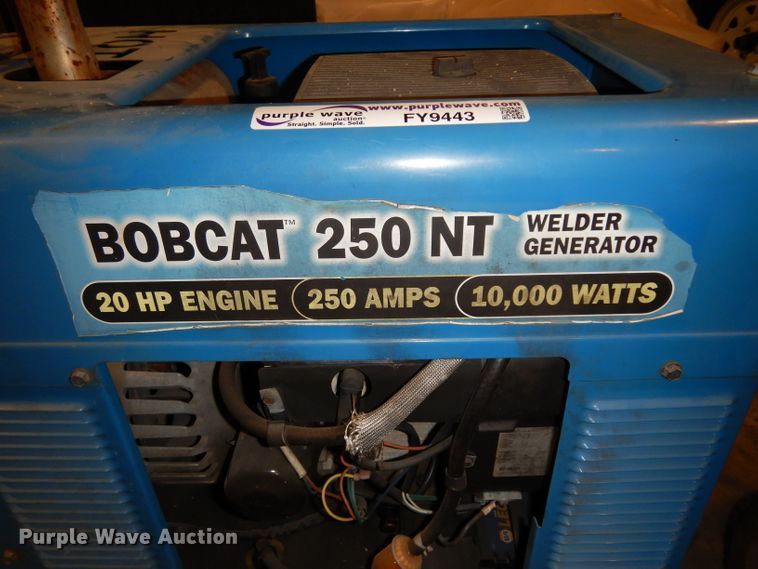 HOT
purple wave
auction
Straight. Simple. Sold.
www.purplewave.com
FY9443
BOBCAT™ 250 NT
WELDER
GENERATOR
20 HP ENGINE
250 AMPS
10,000 WATTS
Purple Wave Auction